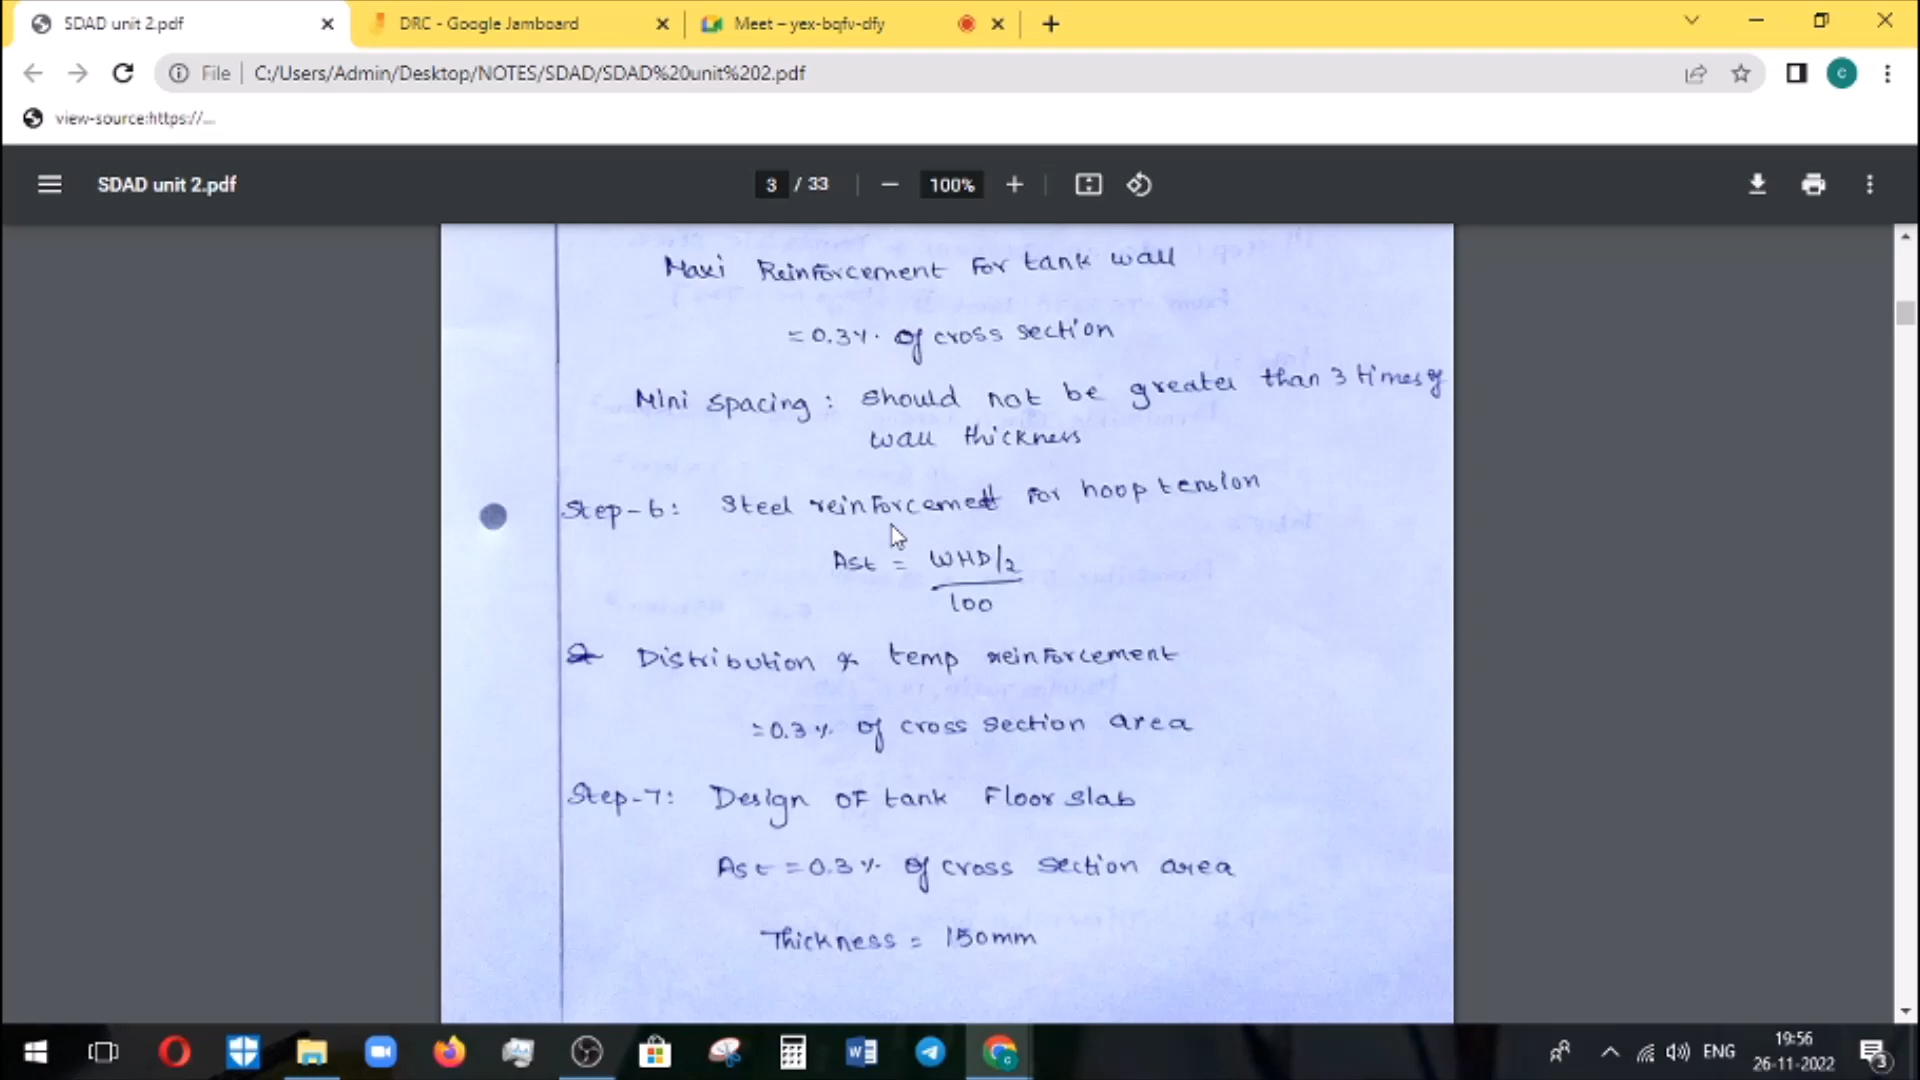 SDAD unit 2.pdf
DRC - Google Jamboard
Meet – yex-bqfv-dfy
File
C:/Users/Admin/Desktop/NOTES/SDAD/SDAD%20unit%202.pdf
C
view-source:https://...
SDAD unit 2.pdf
3 / 33
100%
Maxi Reinforcement For tank wall
= 0.3%. of cross section
Mini spacing : should not be greater than 3 times of
wall thickness
Step-6: Steel reinforcement for hoop tension
Ast = WHD/2
100
Distribution & temp reinforcement
= 0.3 %. of cross section area
Step-7: Design OF tank Floor slab
Ast = 0.3 %. of cross section area
Thickness = 150mm
ENG
19:56
26-11-2022
3